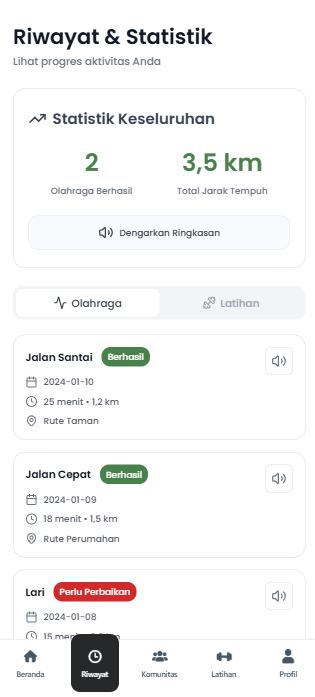 Riwayat & Statistik
Lihat progres aktivitas Anda
Statistik Keseluruhan
2
Olahraga Berhasil
3,5 km
Total Jarak Tempuh
Dengarkan Ringkasan
Olahraga
Latihan
Jalan Santai
Berhasil
2024-01-10
25 menit • 1,2 km
Rute Taman
Jalan Cepat
Berhasil
2024-01-09
18 menit • 1,5 km
Rute Perumahan
Lari
Perlu Perbaikan
2024-01-08
15 menit
Beranda
Riwayat
Komunitas
Latihan
Profil